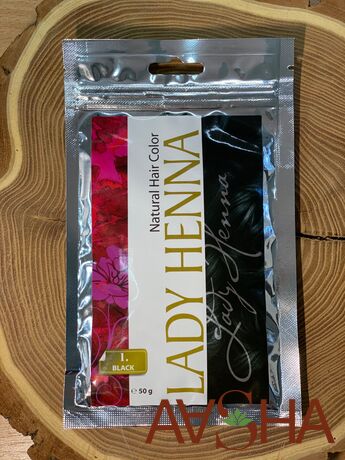 Natural Hair Color
LADY HENNA
Lady Henna
1.
BLACK
℮ 50 g
AASHA